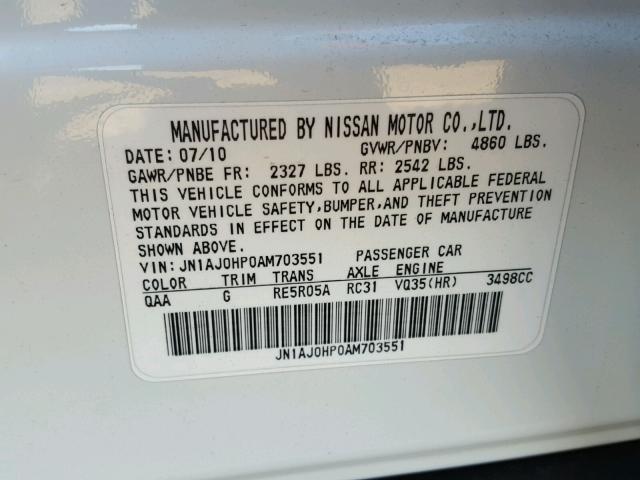 MANUFACTURED BY NISSAN MOTOR CO.,LTD.
DATE: 07/10 GVWR/PNBV: 4860 LBS.
GAWR/PNBE FR: 2327 LBS. RR: 2542 LBS.
THIS VEHICLE CONFORMS TO ALL APPLICABLE FEDERAL
MOTOR VEHICLE SAFETY,BUMPER,AND THEFT PREVENTION
STANDARDS IN EFFECT ON THE DATE OF MANUFACTURE
SHOWN ABOVE.
VIN: JN1AJ0HP0AM703551 PASSENGER CAR
COLOR TRIM TRANS AXLE ENGINE
QAA G RE5R05A RC31 VQ35(HR) 3498CC
JN1AJ0HP0AM703551